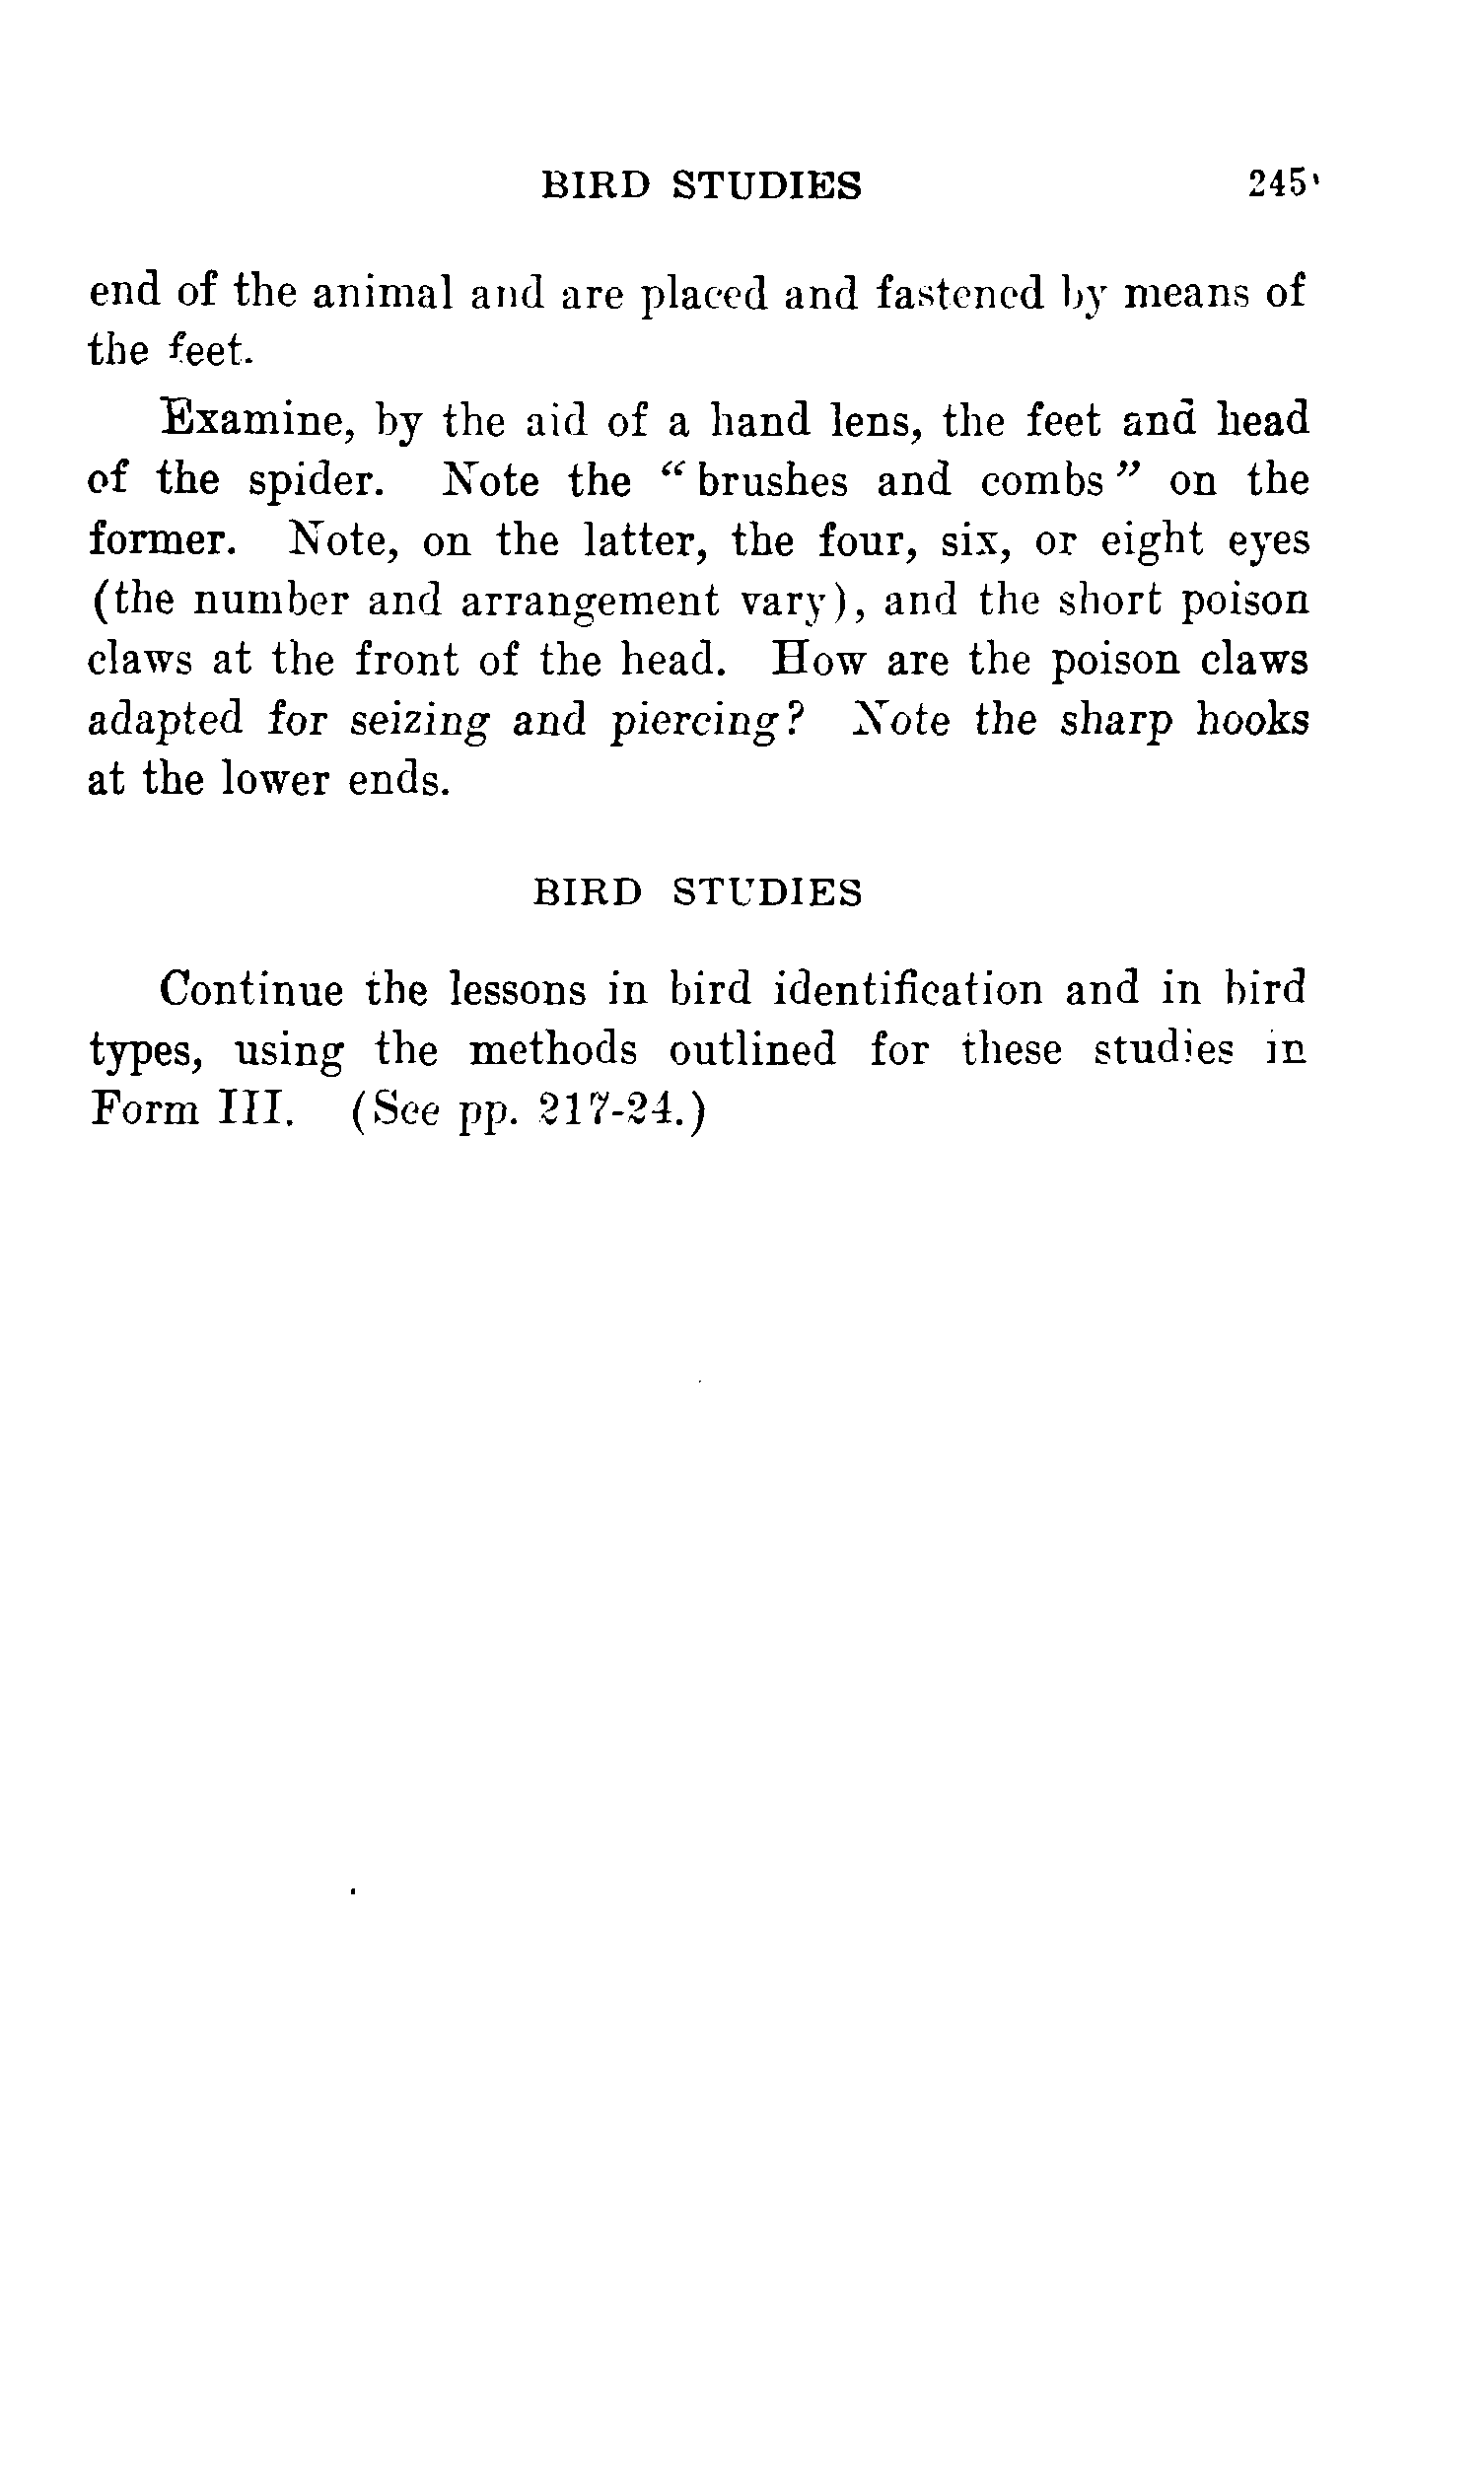 BIRD STUDIES 245
end of the animal and are placed and fastened by means of
the feet.
Examine, by the aid of a hand lens, the feet and head
of the spider. Note the “brushes and combs” on the
former. Note, on the latter, the four, six, or eight eyes
(the number and arrangement vary), and the short poison
claws at the front of the head. How are the poison claws
adapted for seizing and piercing? Note the sharp hooks
at the lower ends.
BIRD STUDIES
Continue the lessons in bird identification and in bird
types, using the methods outlined for these studies in
Form III. (See pp. 217-24.)